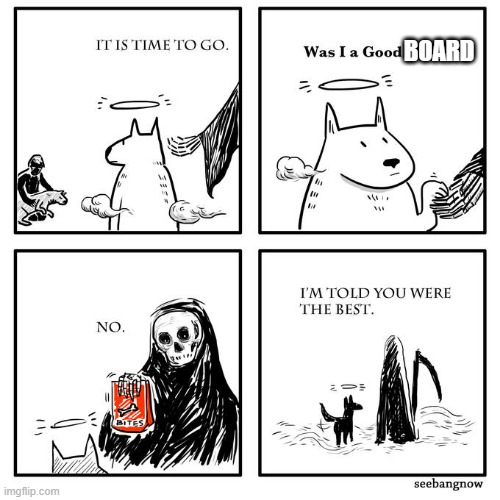 IT IS TIME TO GO.
Was I a Good BOARD
NO.
BITES
I'M TOLD YOU WERE
THE BEST.
seebangnow
imgflip.com